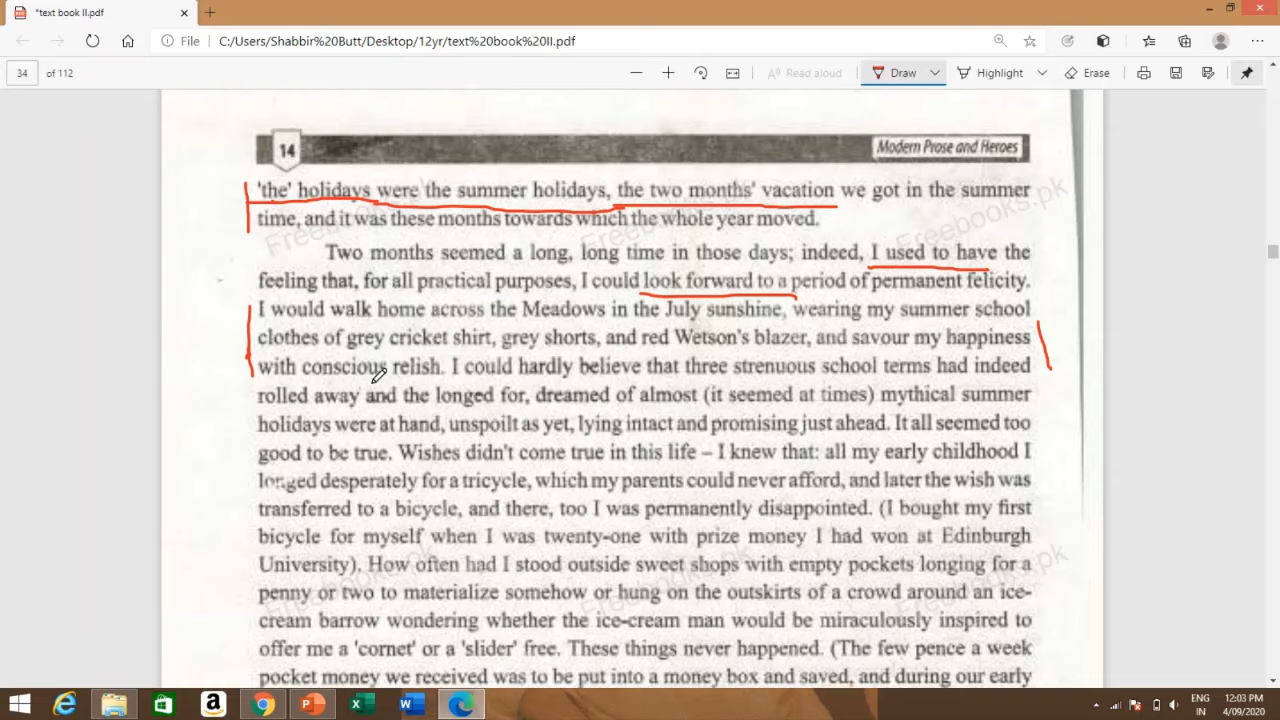 *text book II.pdf
File
C:/Users/Shabbir%20Butt/Desktop/12yr/text%20book%20II.pdf
34 of 112
Read aloud
Draw
Highlight
Erase
14
Modern Prose and Heroes
'the' holidays were the summer holidays, the two months' vacation we got in the summer
time, and it was these months towards which the whole year moved.
Two months seemed a long, long time in those days; indeed, I used to have the
feeling that, for all practical purposes, I could look forward to a period of permanent felicity.
I would walk home across the Meadows in the July sunshine, wearing my summer school
clothes of grey cricket shirt, grey shorts, and red Wetson's blazer, and savour my happiness
with conscious relish. I could hardly believe that three strenuous school terms had indeed
rolled away and the longed for, dreamed of almost (it seemed at times) mythical summer
holidays were at hand, unspoilt as yet, lying intact and promising just ahead. It all seemed too
good to be true. Wishes didn't come true in this life – I knew that: all my early childhood I
longed desperately for a tricycle, which my parents could never afford, and later the wish was
transferred to a bicycle, and there, too I was permanently disappointed. (I bought my first
bicycle for myself when I was twenty-one with prize money I had won at Edinburgh
University). How often had I stood outside sweet shops with empty pockets longing for a
penny or two to materialize somehow or hung on the outskirts of a crowd around an ice-
cream barrow wondering whether the ice-cream man would be miraculously inspired to
offer me a 'cornet' or a 'slider' free. These things never happened. (The few pence a week
pocket money we received was to be put into a money box and saved, and during our early
Freebooks.pk
Freebooks.pk
Freebooks.pk
Freebooks.pk
Freebooks.pk
Freebooks.pk
ENG
IN
12:03 PM
4/09/2020